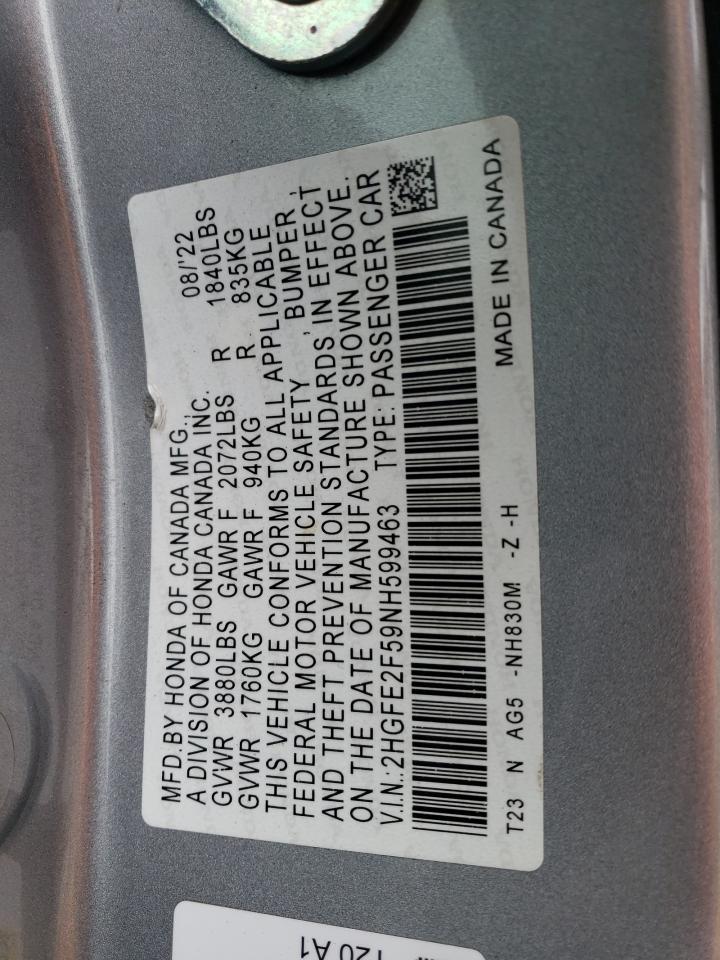 MFD. BY HONDA OF CANADA MFG.,
A DIVISION OF HONDA CANADA INC. 08/'22
GVWR 3880LBS GAWR F 2072LBS R 1840LBS
GVWR 1760KG GAWR F 940KG R 835KG
THIS VEHICLE CONFORMS TO ALL APPLICABLE
FEDERAL MOTOR VEHICLE SAFETY , BUMPER ,
AND THEFT PREVENTION STANDARDS IN EFFECT
ON THE DATE OF MANUFACTURE SHOWN ABOVE.
V.I.N.:2HGFE2F59NH599463 TYPE: PASSENGER CAR
T23 N AG5 -NH830M -Z -H MADE IN CANADA
120 A1